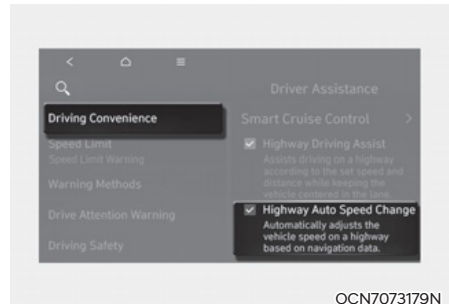 Driver Assistance
Driving Convenience
Smart Cruise Control >
Speed Limit
Speed Limit Warning
Highway Driving Assist
Assists driving on a highway
according to the set speed and
distance while keeping the
vehicle centered in the lane.
Warning Methods
Drive Attention Warning
Driving Safety
Highway Auto Speed Change
Automatically adjusts the
vehicle speed on a highway
based on navigation data.
OCN7073179N